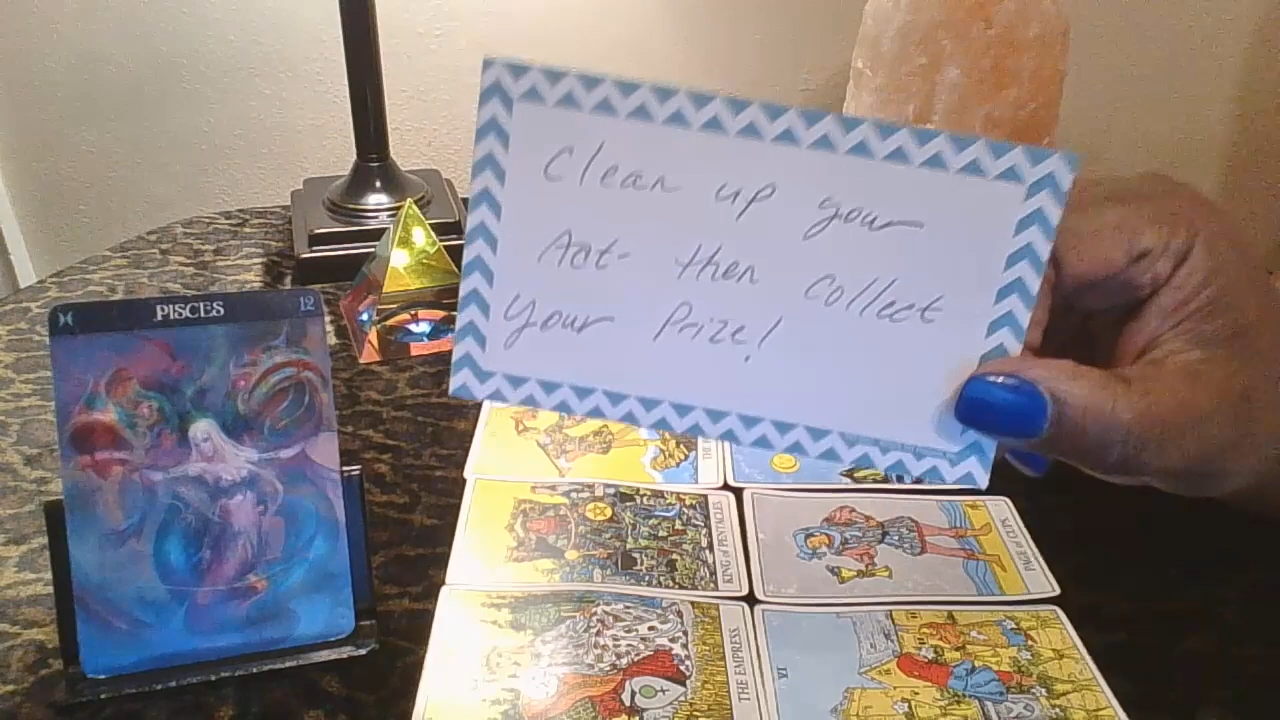 Clean up your
Act- then collect
Your Prize!
PISCES
12
KING of PENTACLES
PAGE of CUPS.
THE EMPRESS.
VI